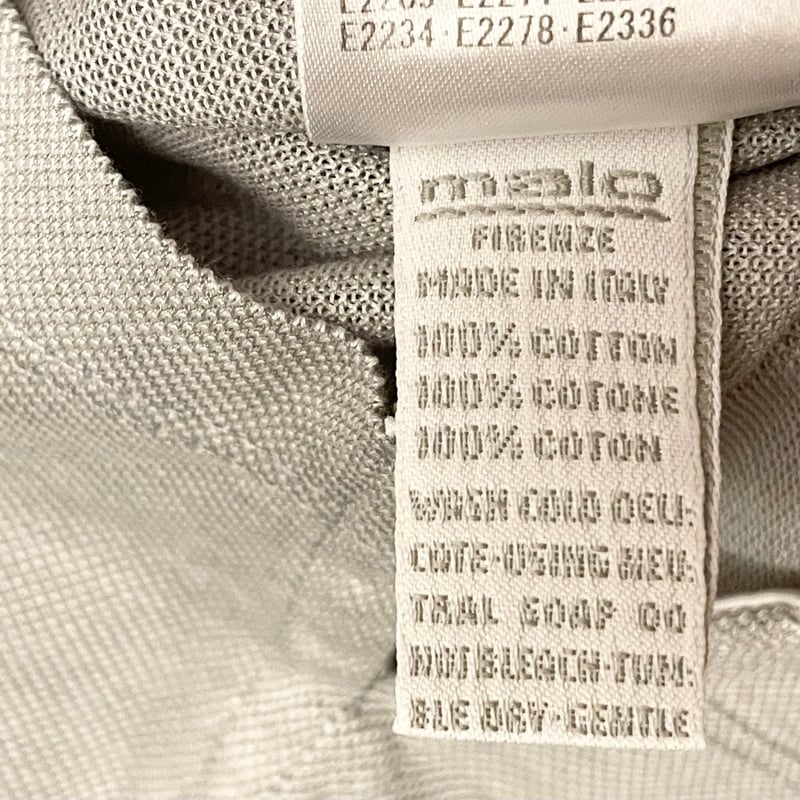 E2234·E2278·E2336
malo
FIRENZE
MADE IN ITALY
100% COTTON
100% COTONE
100% COTON
WASH COLD DELI:
CATE-USING NEU:
TRAL SOAP DO
NOT BLEACH-TUM:
BLE DRY-GENTLE